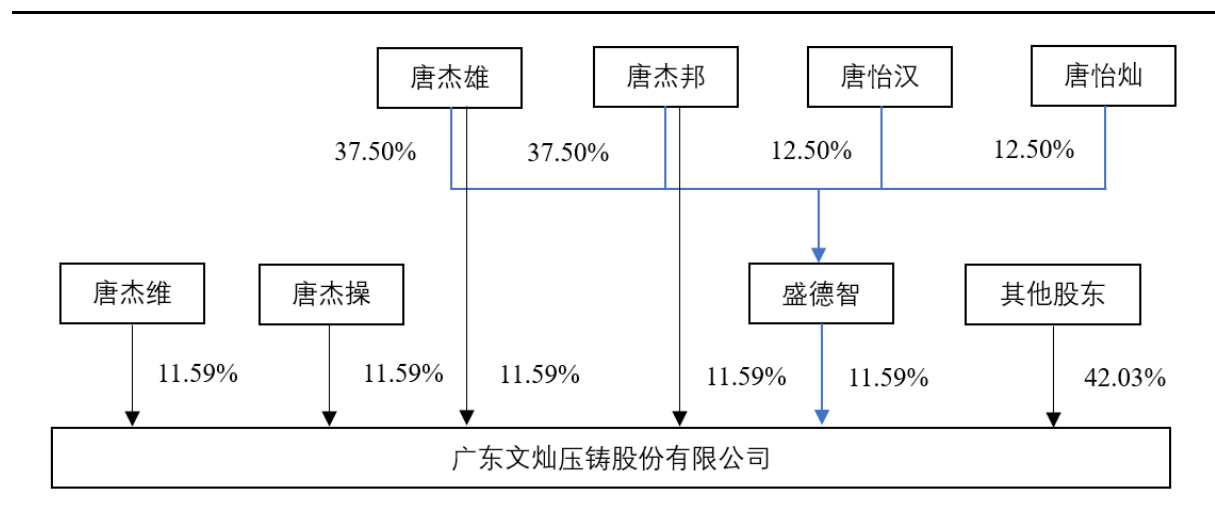 唐杰雄 唐杰邦 唐怡汉 唐怡灿
37.50% 37.50% 12.50% 12.50%
唐杰维 唐杰操 盛德智 其他股东
11.59% 11.59% 11.59% 11.59% 11.59% 42.03%
广东文灿压铸股份有限公司